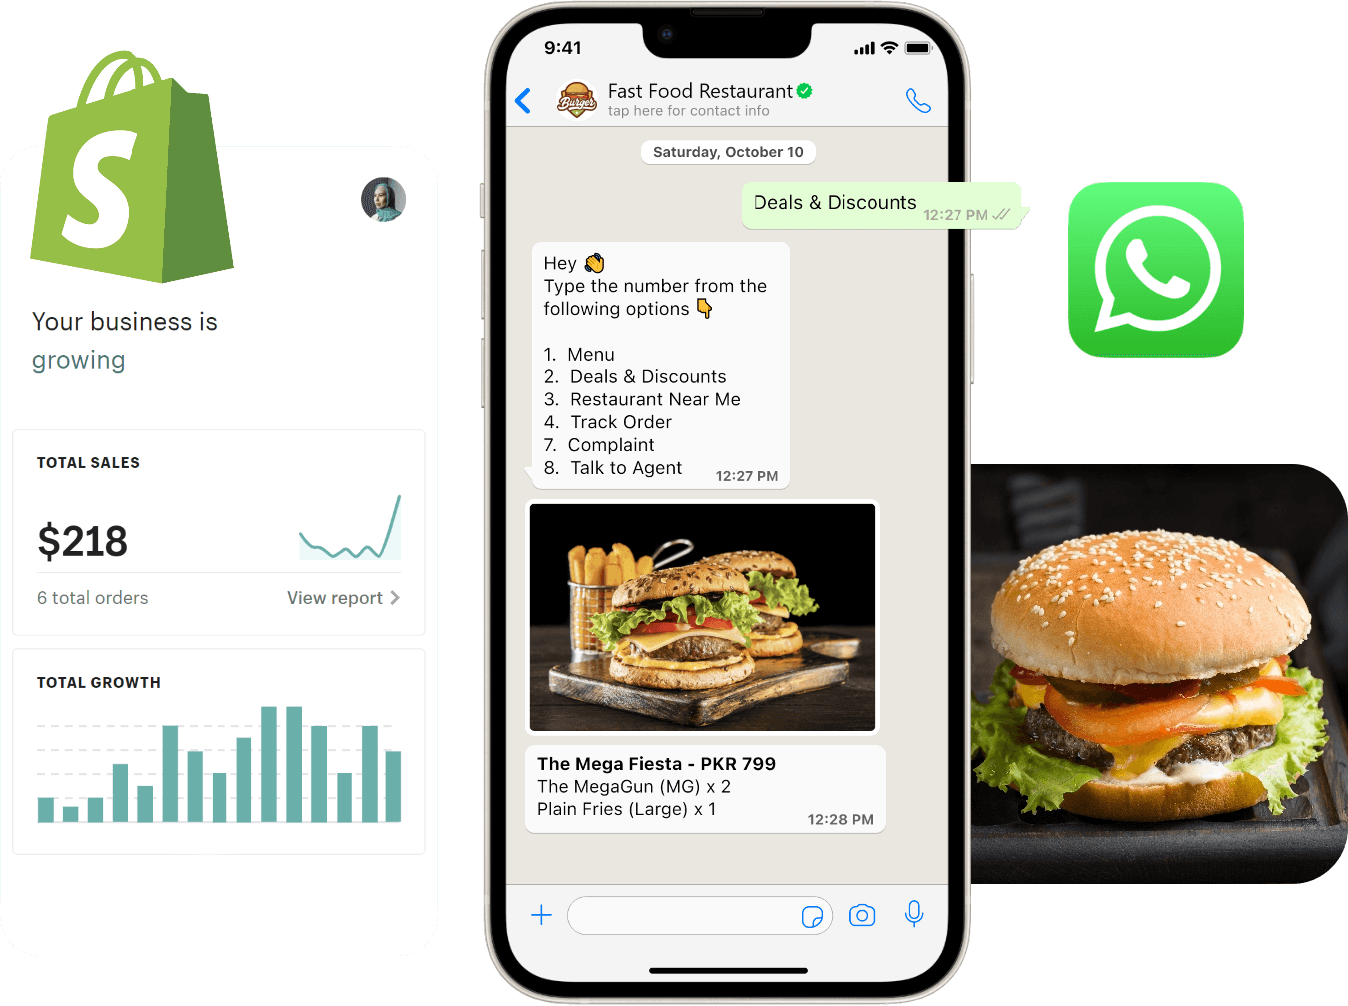 S
Your business is
growing
TOTAL SALES
$218
6 total orders
View report >
TOTAL GROWTH
9:41
Burger
Fast Food Restaurant
tap here for contact info
Saturday, October 10
Deals & Discounts
12:27 PM
Hey 👋
Type the number from the
following options 👇
1. Menu
2. Deals & Discounts
3. Restaurant Near Me
4. Track Order
7. Complaint
8. Talk to Agent
12:27 PM
The Mega Fiesta - PKR 799
The MegaGun (MG) x 2
Plain Fries (Large) x 1
12:28 PM